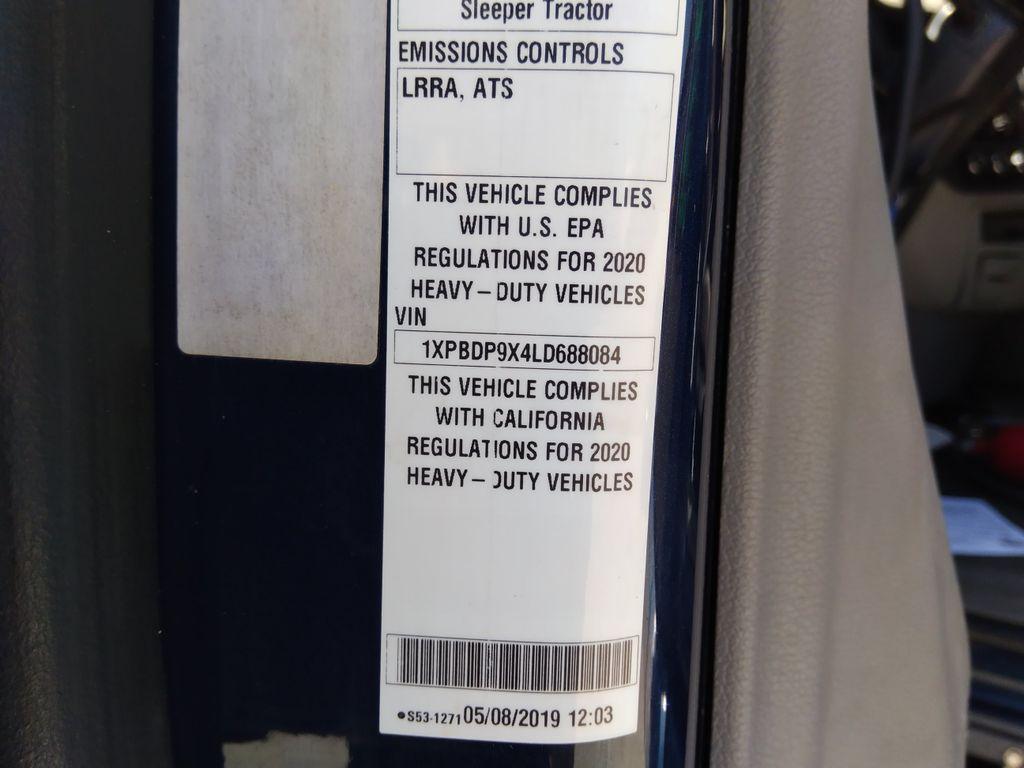 Sleeper Tractor
EMISSIONS CONTROLS
LRRA, ATS
THIS VEHICLE COMPLIES
WITH U.S. EPA
REGULATIONS FOR 2020
HEAVY-DUTY VEHICLES
VIN
1XPBDP9X4LD688084
THIS VEHICLE COMPLIES
WITH CALIFORNIA
REGULATIONS FOR 2020
HEAVY-DUTY VEHICLES
•S53-1271 05/08/2019 12:03